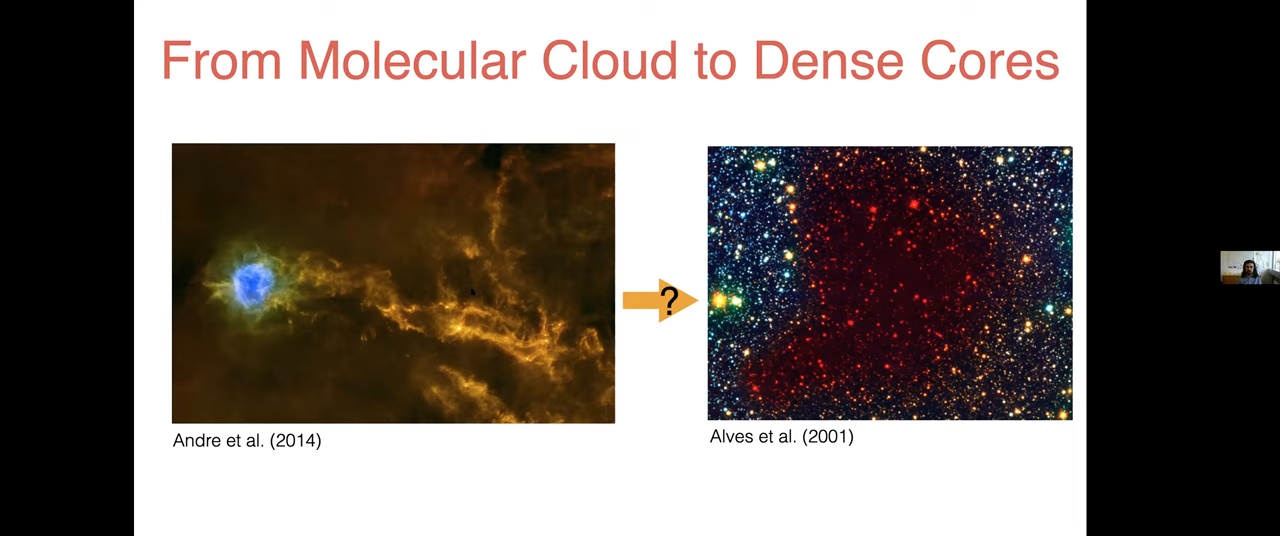 From Molecular Cloud to Dense Cores
?
Andre et al. (2014)
Alves et al. (2001)